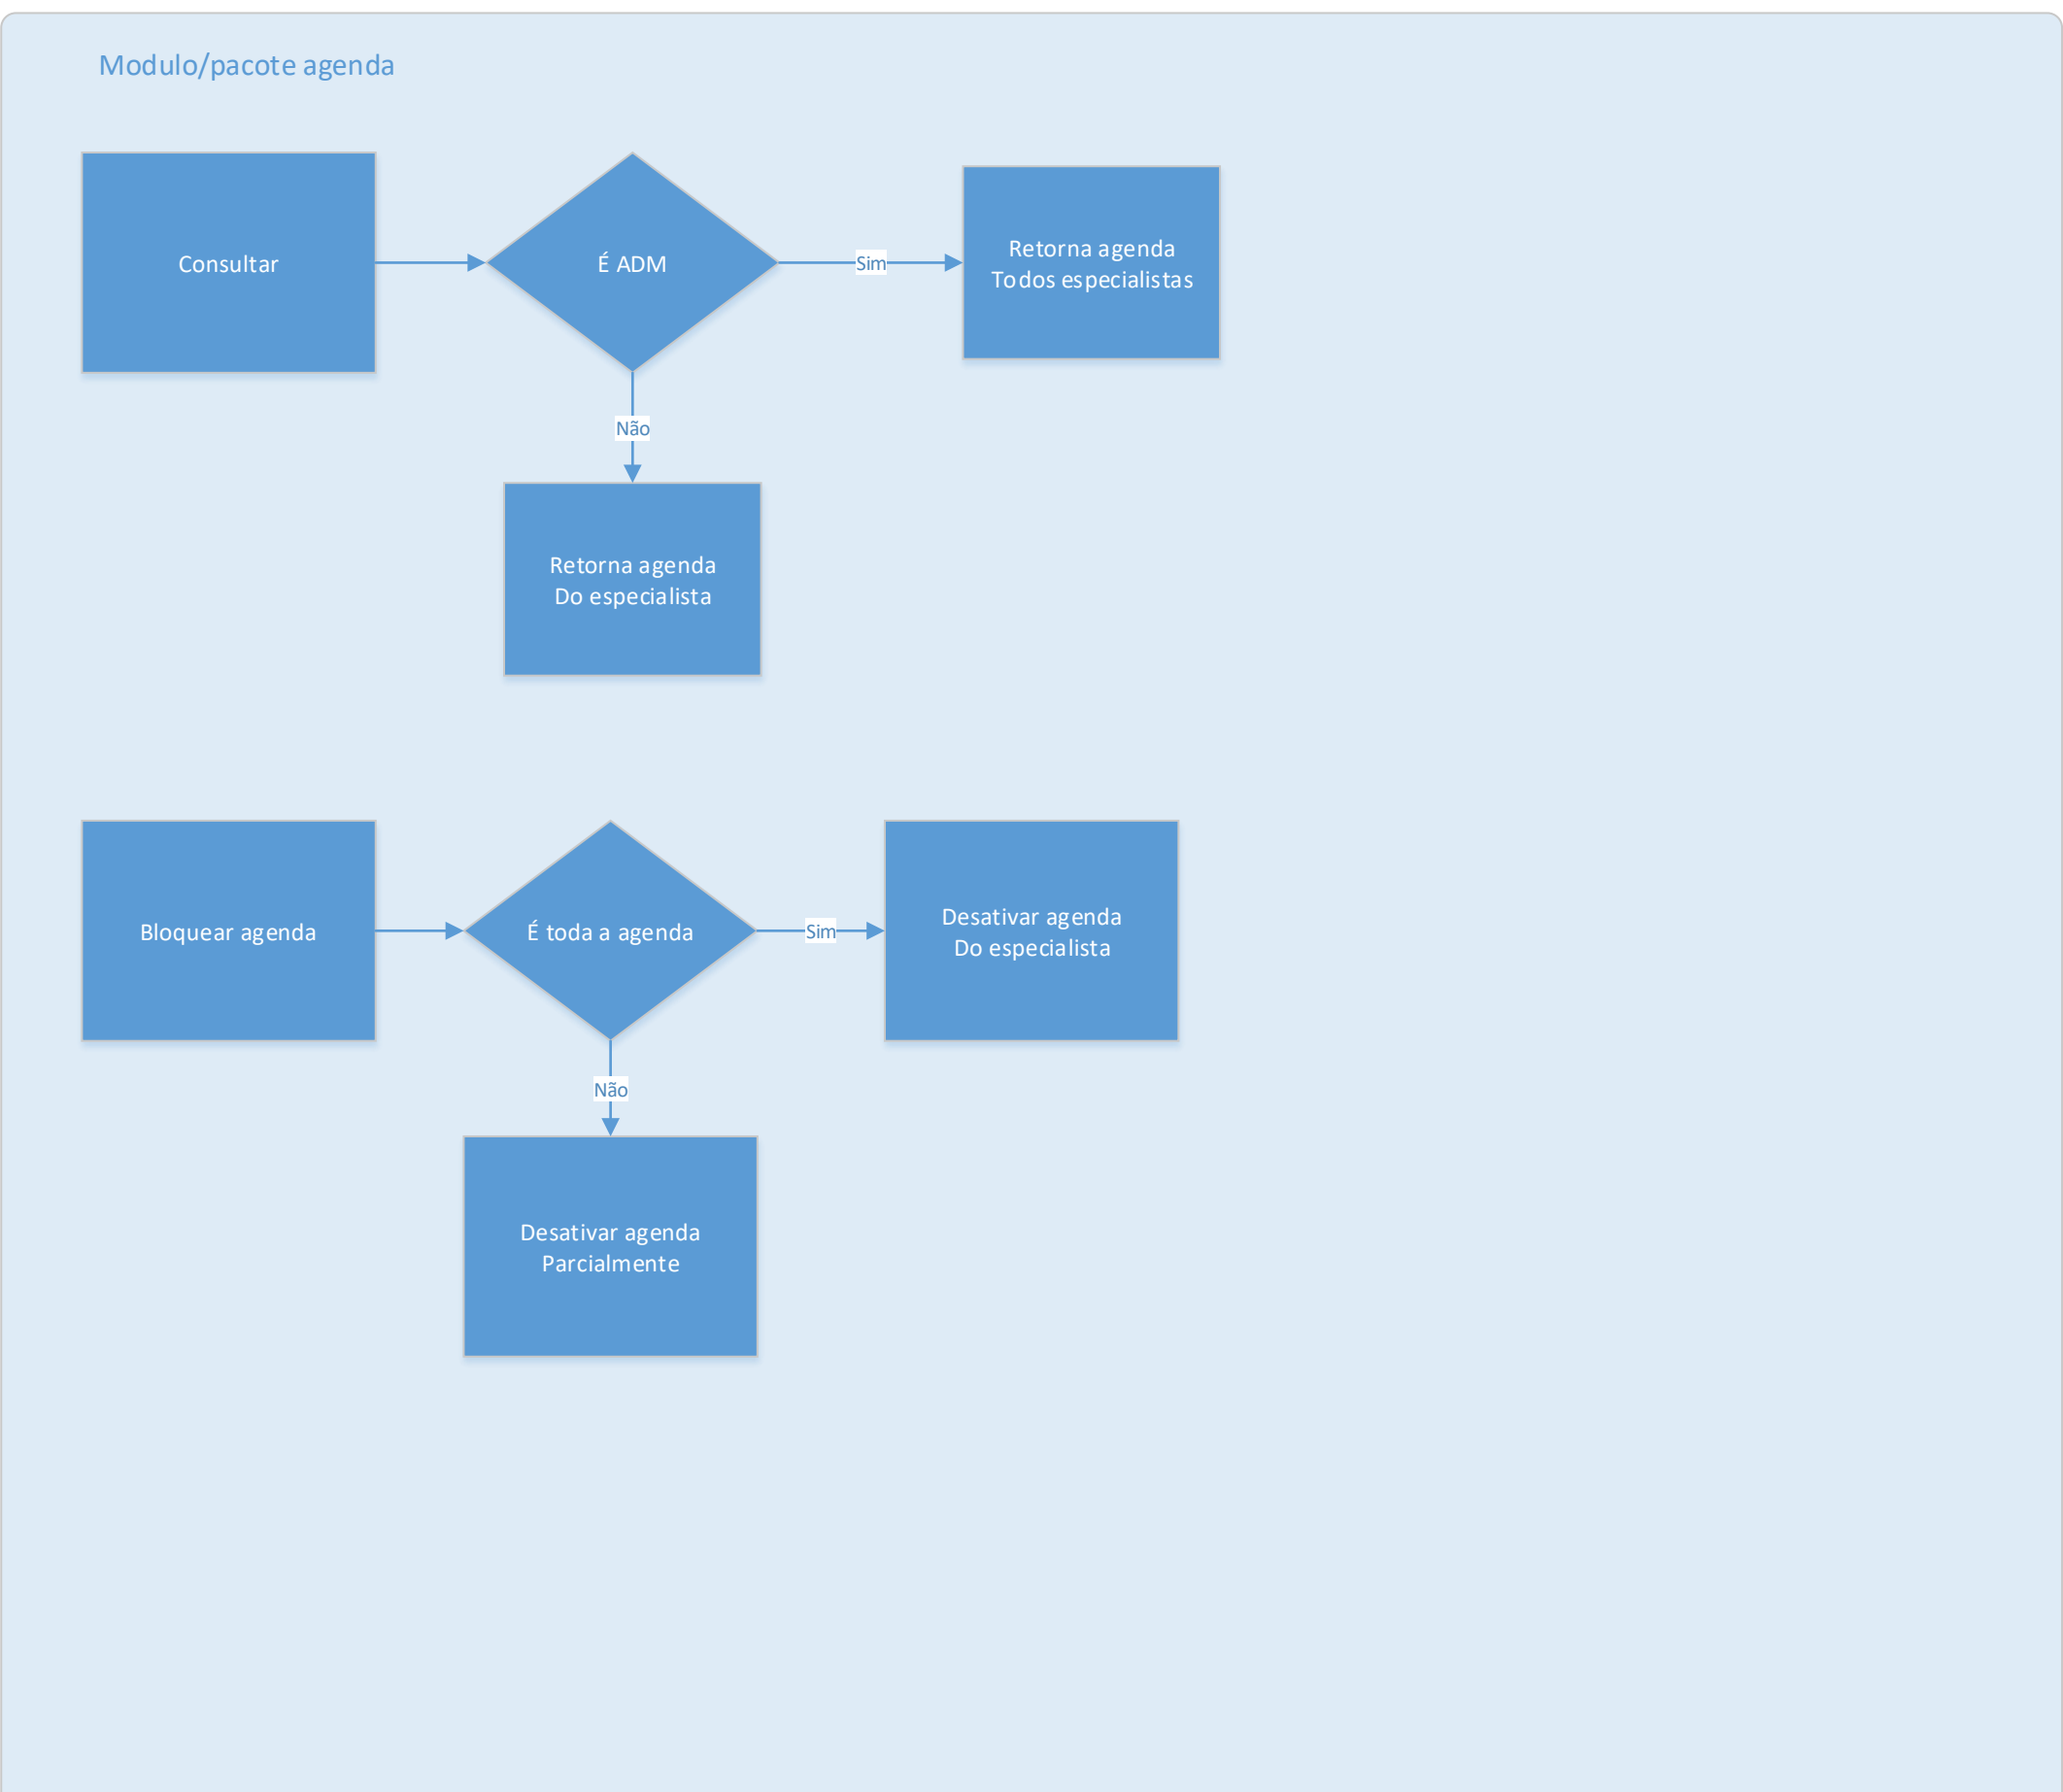 Modulo/pacote agenda
Consultar
É ADM
Sim
Retorna agenda
Todos especialistas
Não
Retorna agenda
Do especialista
Bloquear agenda
É toda a agenda
Sim
Desativar agenda
Do especialista
Não
Desativar agenda
Parcialmente